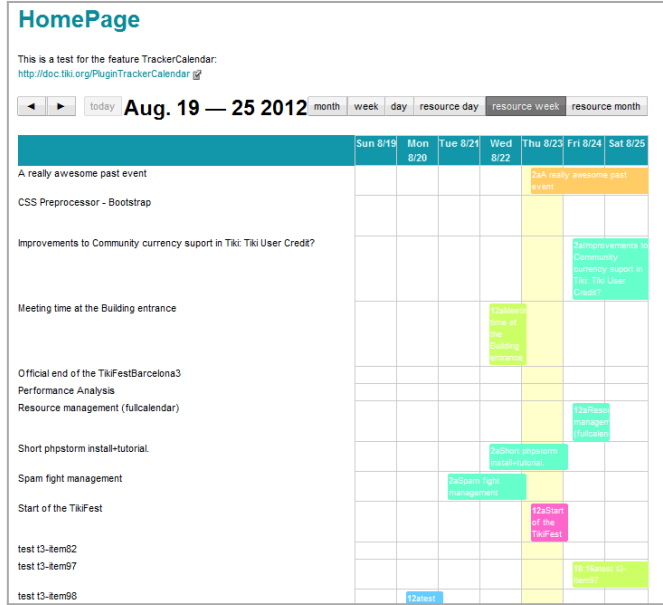 HomePage
This is a test for the feature TrackerCalendar:
http://doc.tiki.org/PluginTrackerCalendar
today Aug. 19 — 25 2012 month week day resource day resource week resource month
Sun 8/19 Mon 8/20 Tue 8/21 Wed 8/22 Thu 8/23 Fri 8/24 Sat 8/25
A really awesome past event
2aA really awesome past
event
CSS Preprocessor - Bootstrap
Improvements to Community currency suport in Tiki: Tiki User Credit?
2aImprovements to
Community
currency suport in
Tiki: Tiki User
Credit?
Meeting time at the Building entrance
12aMeetin
time at
the
Building
entrance
Official end of the TikiFestBarcelona3
Performance Analysis
Resource management (fullcalendar)
12aResou
managem
(fullcalen
Short phpstorm install+tutorial.
2aShort phpstorm
install+tutorial.
Spam fight management
2aSpam fight
management
Start of the TikiFest
12aStart
of the
TikiFest
test t3-item82
test t3-item97
test t3-
item97
test t3-item98
12atest